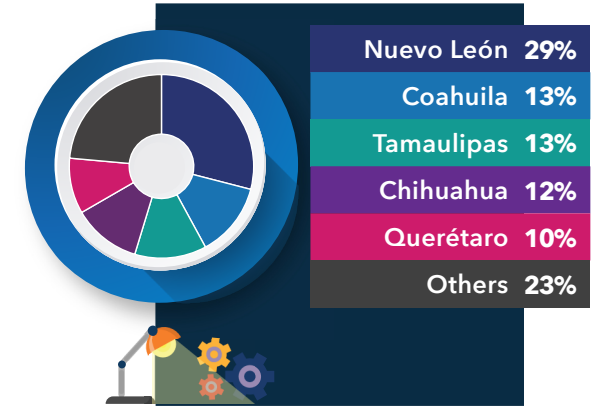 Nuevo León 29%
Coahuila 13%
Tamaulipas 13%
Chihuahua 12%
Querétaro 10%
Others 23%